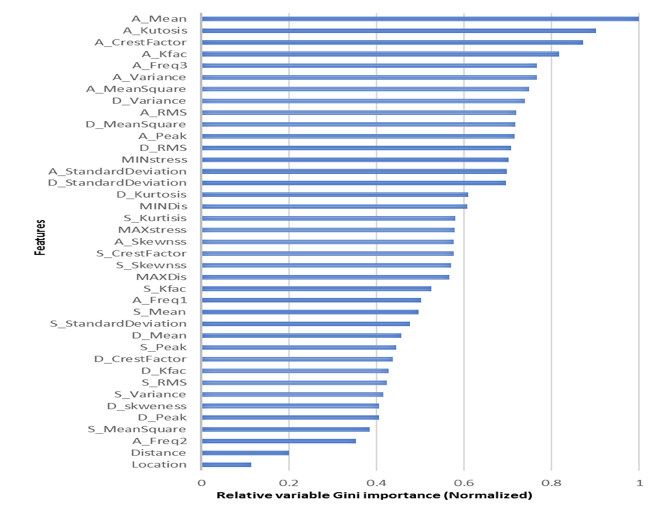 A_Mean
A_Kutosis
A_CrestFactor
A_Kfac
A_Freq3
A_Variance
A_MeanSquare
D_Variance
A_RMS
D_MeanSquare
A_Peak
D_RMS
MINstress
A_StandardDeviation
D_StandardDeviation
D_Kurtosis
MINDis
S_Kurtisis
MAXstress
A_Skewnss
S_CrestFactor
S_Skewnss
MAXDis
S_Kfac
A_Freq1
S_Mean
S_StandardDeviation
D_Mean
S_Peak
D_CrestFactor
D_Kfac
S_RMS
S_Variance
D_skweness
D_Peak
S_MeanSquare
A_Freq2
Distance
Location
Features
0 0.2 0.4 0.6 0.8 1
Relative variable Gini importance (Normalized)